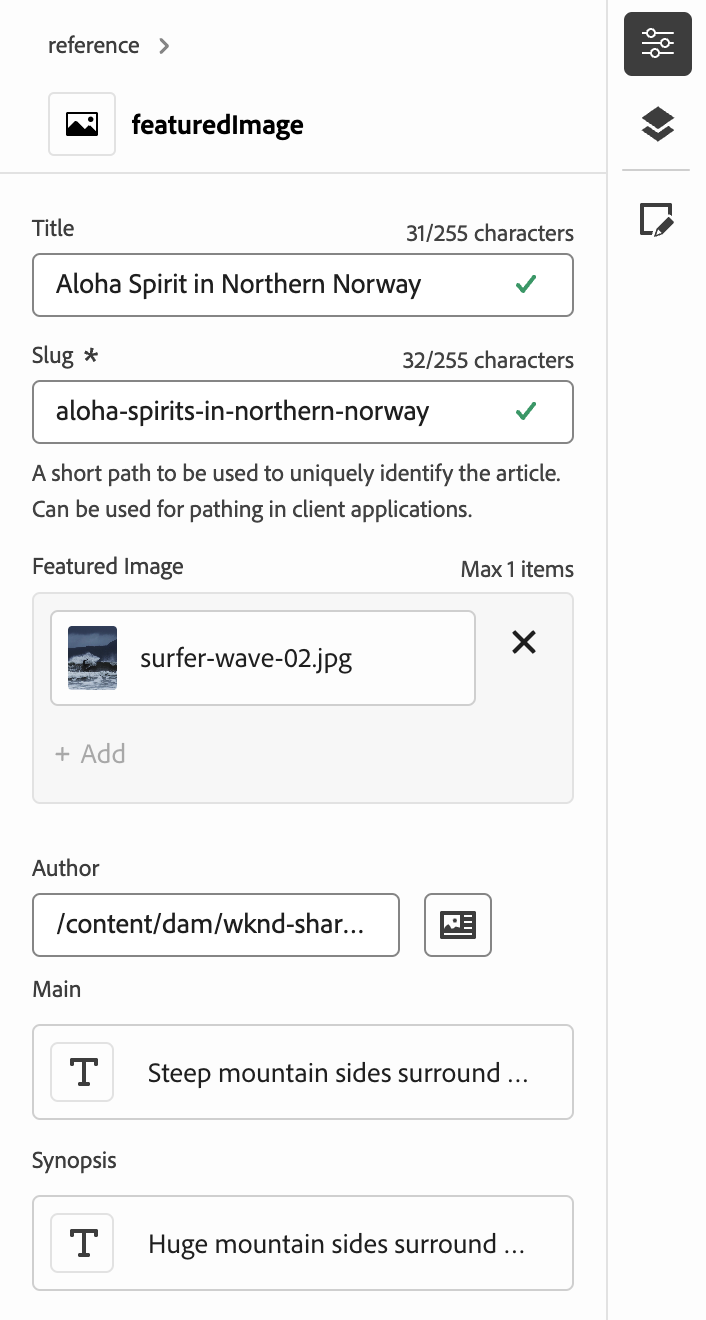 reference
featuredImage
Title
31/255 characters
Aloha Spirit in Northern Norway
Slug *
32/255 characters
aloha-spirits-in-northern-norway
A short path to be used to uniquely identify the article.
Can be used for pathing in client applications.
Featured Image
Max 1 items
surfer-wave-02.jpg
+ Add
Author
/content/dam/wknd-shar...
Main
T
Steep mountain sides surround ...
Synopsis
T
Huge mountain sides surround ...